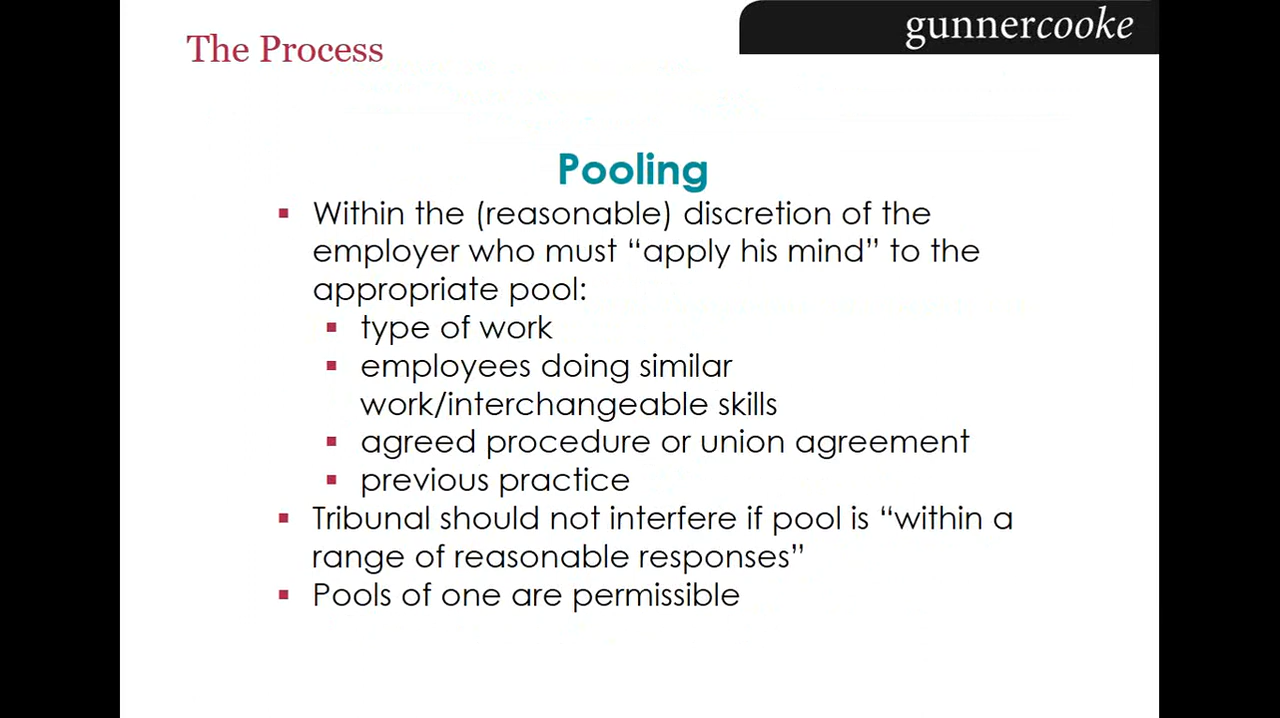 The Process
gunnercooke
Pooling
▪ Within the (reasonable) discretion of the
employer who must “apply his mind” to the
appropriate pool:
▪ type of work
▪ employees doing similar
work/interchangeable skills
▪ agreed procedure or union agreement
▪ previous practice
▪ Tribunal should not interfere if pool is “within a
range of reasonable responses”
▪ Pools of one are permissible